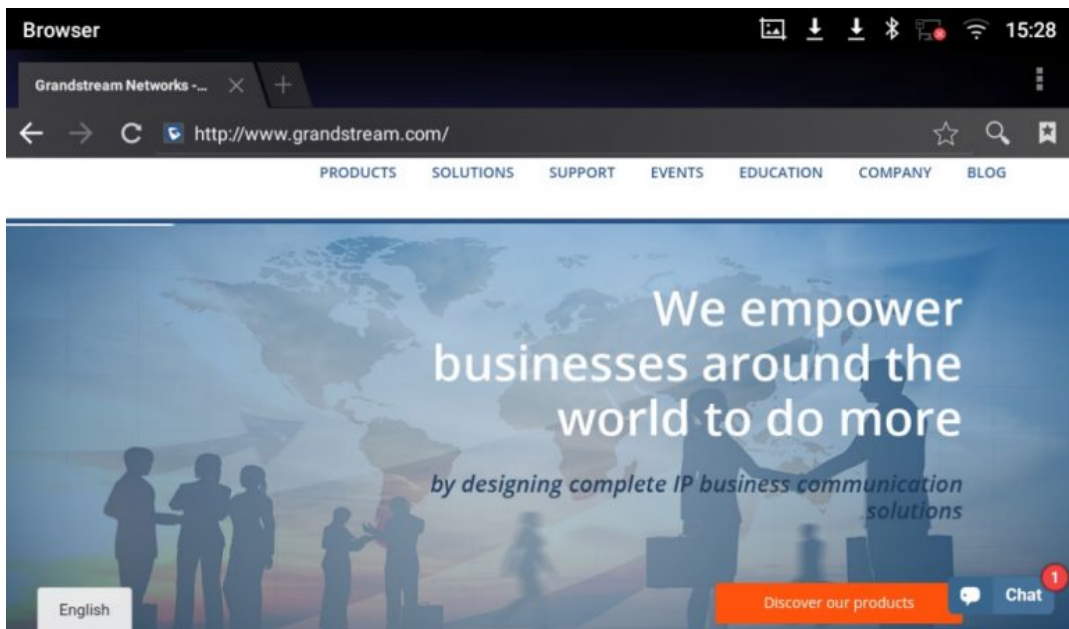 Browser
15:28
Grandstream Networks -...
http://www.grandstream.com/
PRODUCTS SOLUTIONS SUPPORT EVENTS EDUCATION COMPANY BLOG
We empower
businesses around the
world to do more
by designing complete IP business communication
solutions
English
Discover our products
Chat
1